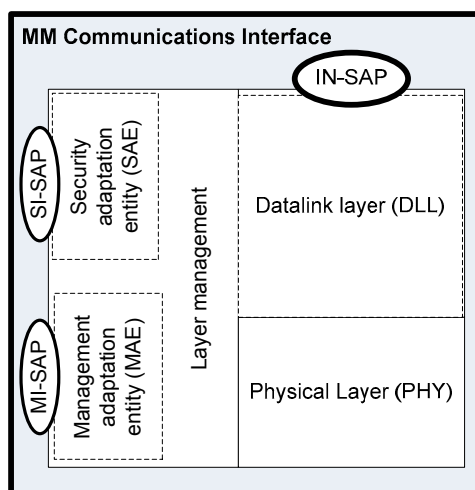 MM Communications Interface
IN-SAP
SI-SAP
Security
adaptation
entity (SAE)
Layer management
Datalink layer (DLL)
MI-SAP
Management
adaptation
entity (MAE)
Physical Layer (PHY)